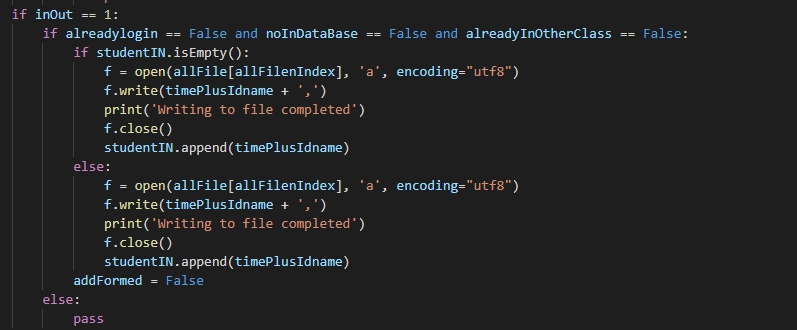 if inOut == 1:
    if alreadylogin == False and noInDataBase == False and alreadyInOtherClass == False:
        if studentIN.isEmpty():
            f = open(allFile[allFilenIndex], 'a', encoding="utf8")
            f.write(timePlusIdname + ',')
            print('Writing to file completed')
            f.close()
            studentIN.append(timePlusIdname)
        else:
            f = open(allFile[allFilenIndex], 'a', encoding="utf8")
            f.write(timePlusIdname + ',')
            print('Writing to file completed')
            f.close()
            studentIN.append(timePlusIdname)
        addFormed = False
    else:
        pass